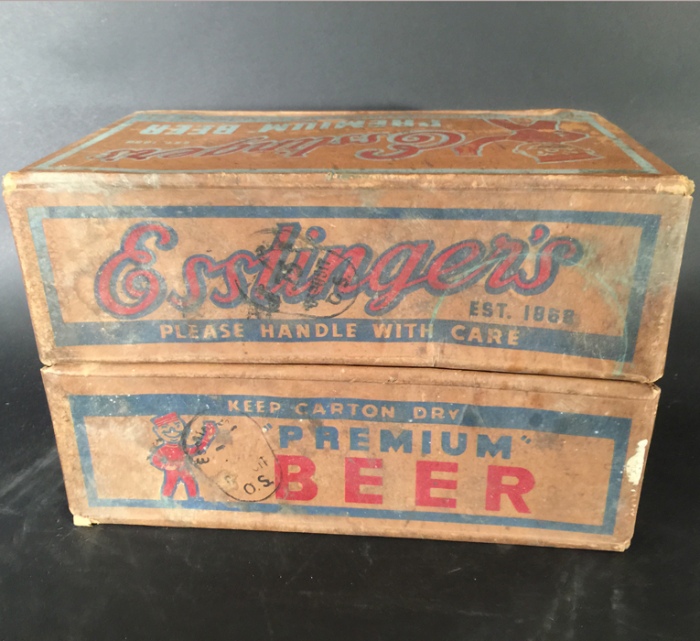 Esslinger's
PREMIUM BEER
Esslinger's
EST. 1868
PLEASE HANDLE WITH CARE
KEEP CARTON DRY
"PREMIUM"
BEER